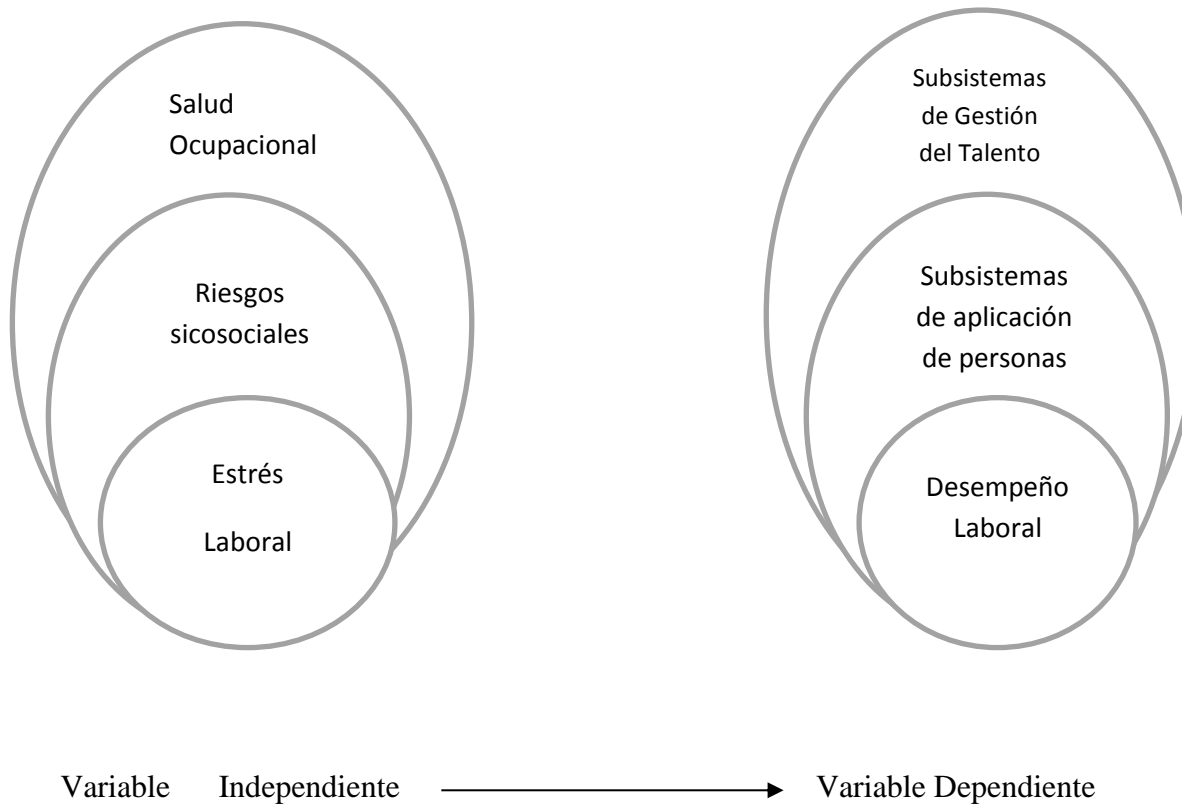 Salud
Ocupacional
Riesgos
sicosociales
Estrés
Laboral
Subsistemas
de Gestión
del Talento
Subsistemas
de aplicación
de personas
Desempeño
Laboral
Variable Independiente
Variable Dependiente